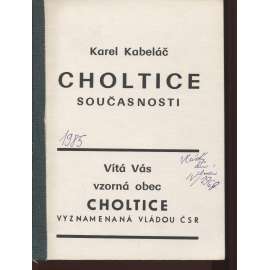 Karel Kabeláč
CHOLTICE
SOUČASNOSTI
1985
Vítá Vás
vzorná obec
CHOLTICE
VYZNAMENANÁ VLÁDOU ČSR